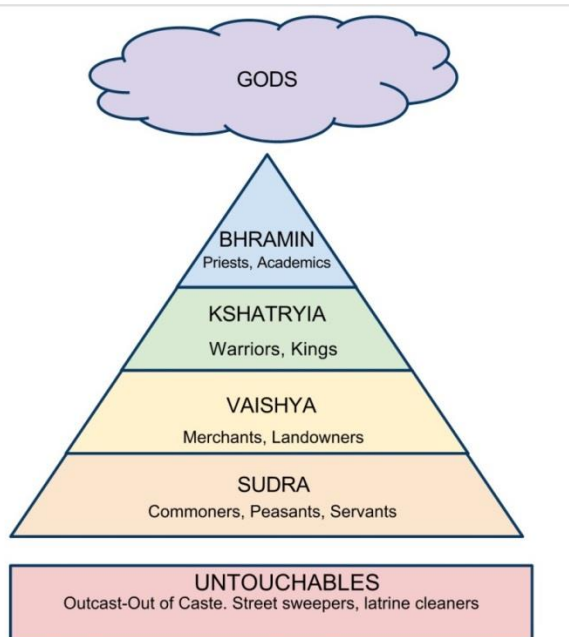 GODS
BHRAMIN
Priests, Academics
KSHATRYIA
Warriors, Kings
VAISHYA
Merchants, Landowners
SUDRA
Commoners, Peasants, Servants
UNTOUCHABLES
Outcast-Out of Caste. Street sweepers, latrine cleaners